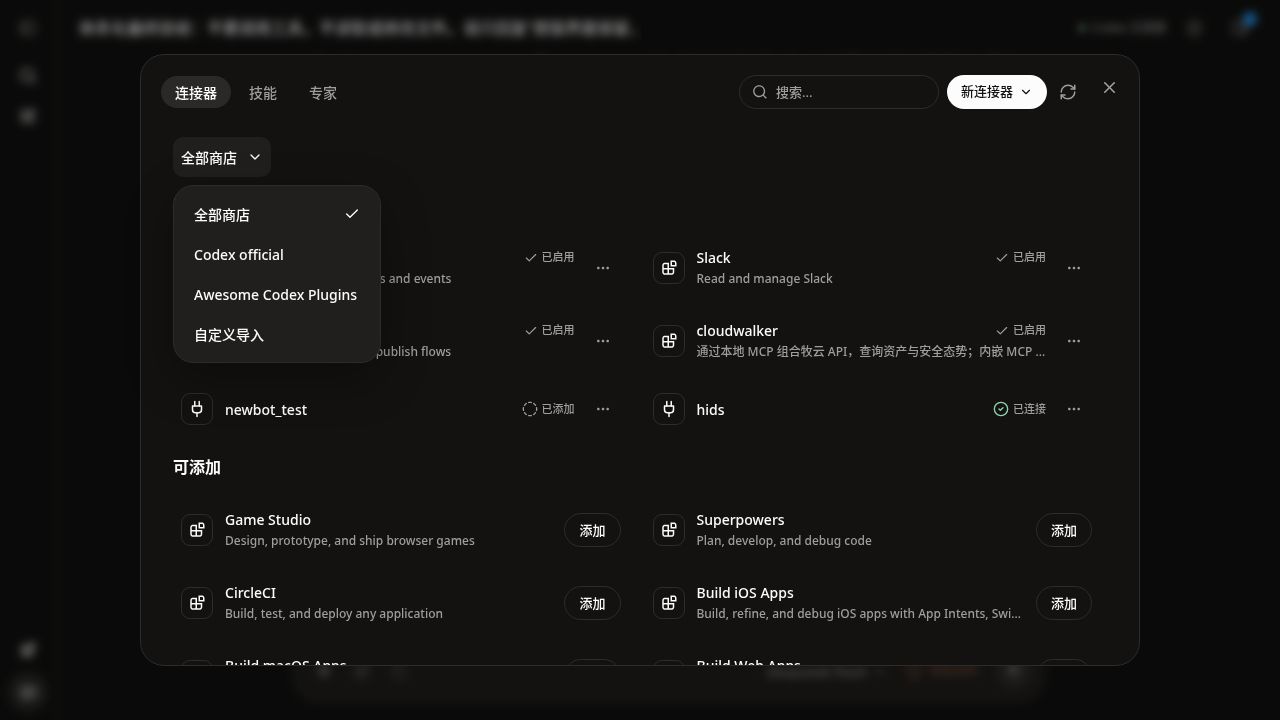 连接器
技能
专家
搜索...
新连接器
全部商店
全部商店
Codex official
Awesome Codex Plugins
自定义导入
s and events
已启用
Slack
Read and manage Slack
已启用
publish flows
已启用
cloudwalker
通过本地 MCP 组合牧云 API，查询资产与安全态势；内嵌 MCP ...
已启用
newbot_test
已添加
hids
已连接
可添加
Game Studio
Design, prototype, and ship browser games
添加
Superpowers
Plan, develop, and debug code
添加
CircleCI
Build, test, and deploy any application
添加
Build iOS Apps
Build, refine, and debug iOS apps with App Intents, Swi...
添加
Build macOS Apps
Build Web Apps